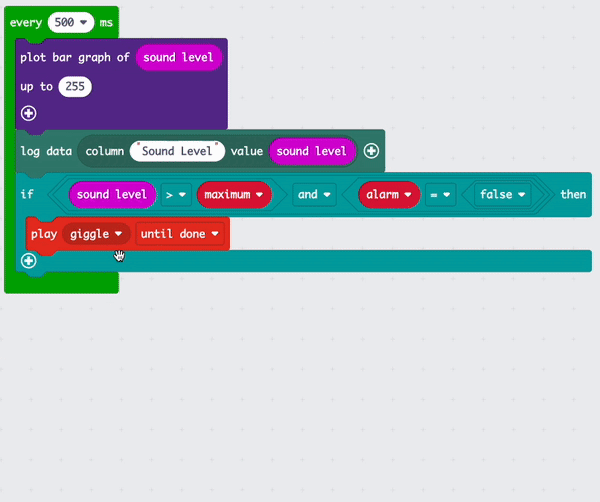 every 500 ms
plot bar graph of sound level
up to 255
log data column "Sound Level" value sound level
if sound level > maximum and alarm = false then
play giggle until done